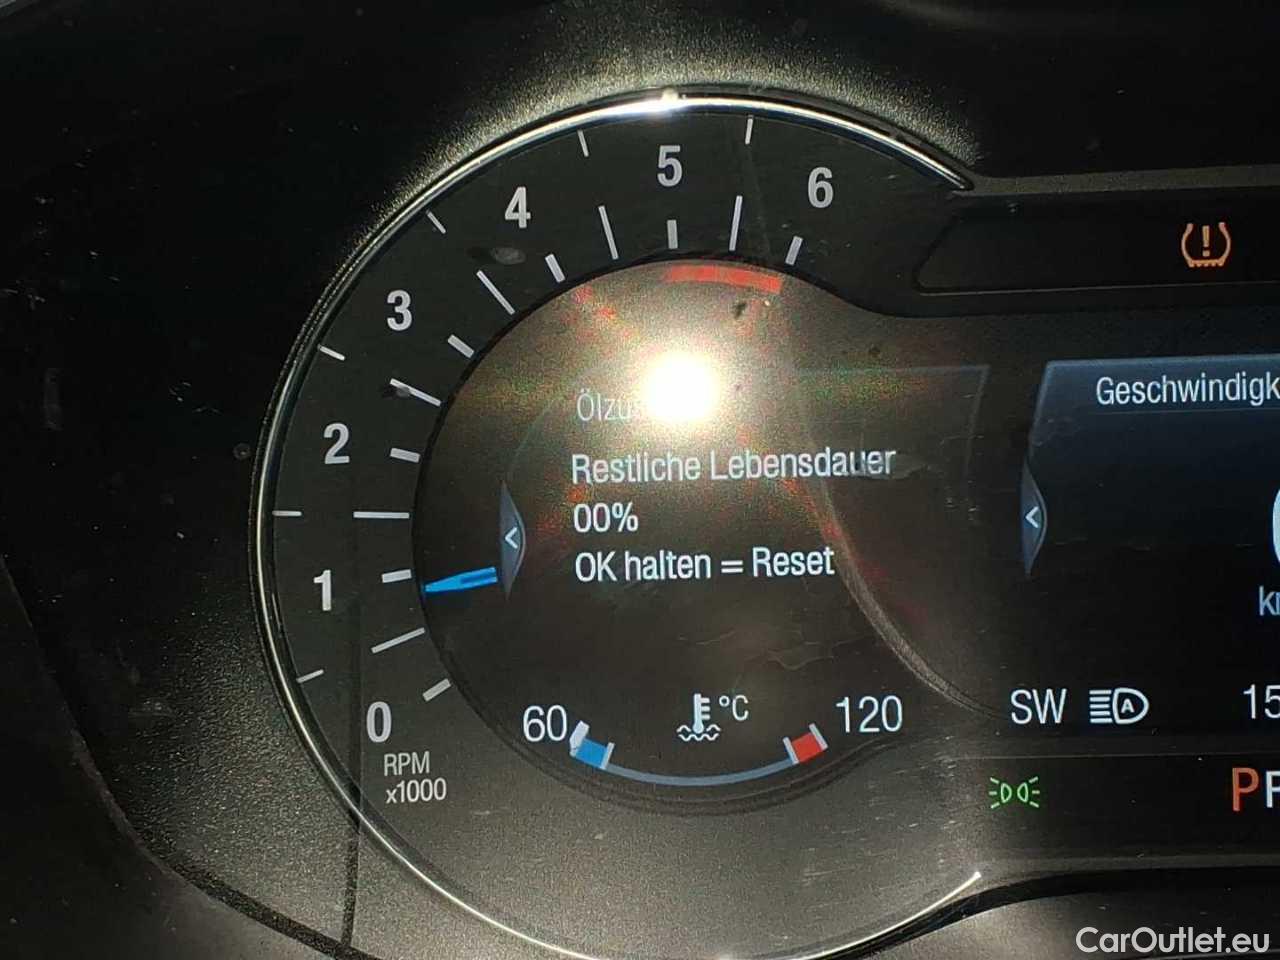 5
6
4
3
2
1
0
RPM
x1000
Restliche Lebensdauer
00%
OK halten = Reset
60
°C
120
SW
A
15
P
CarOutlet.eu